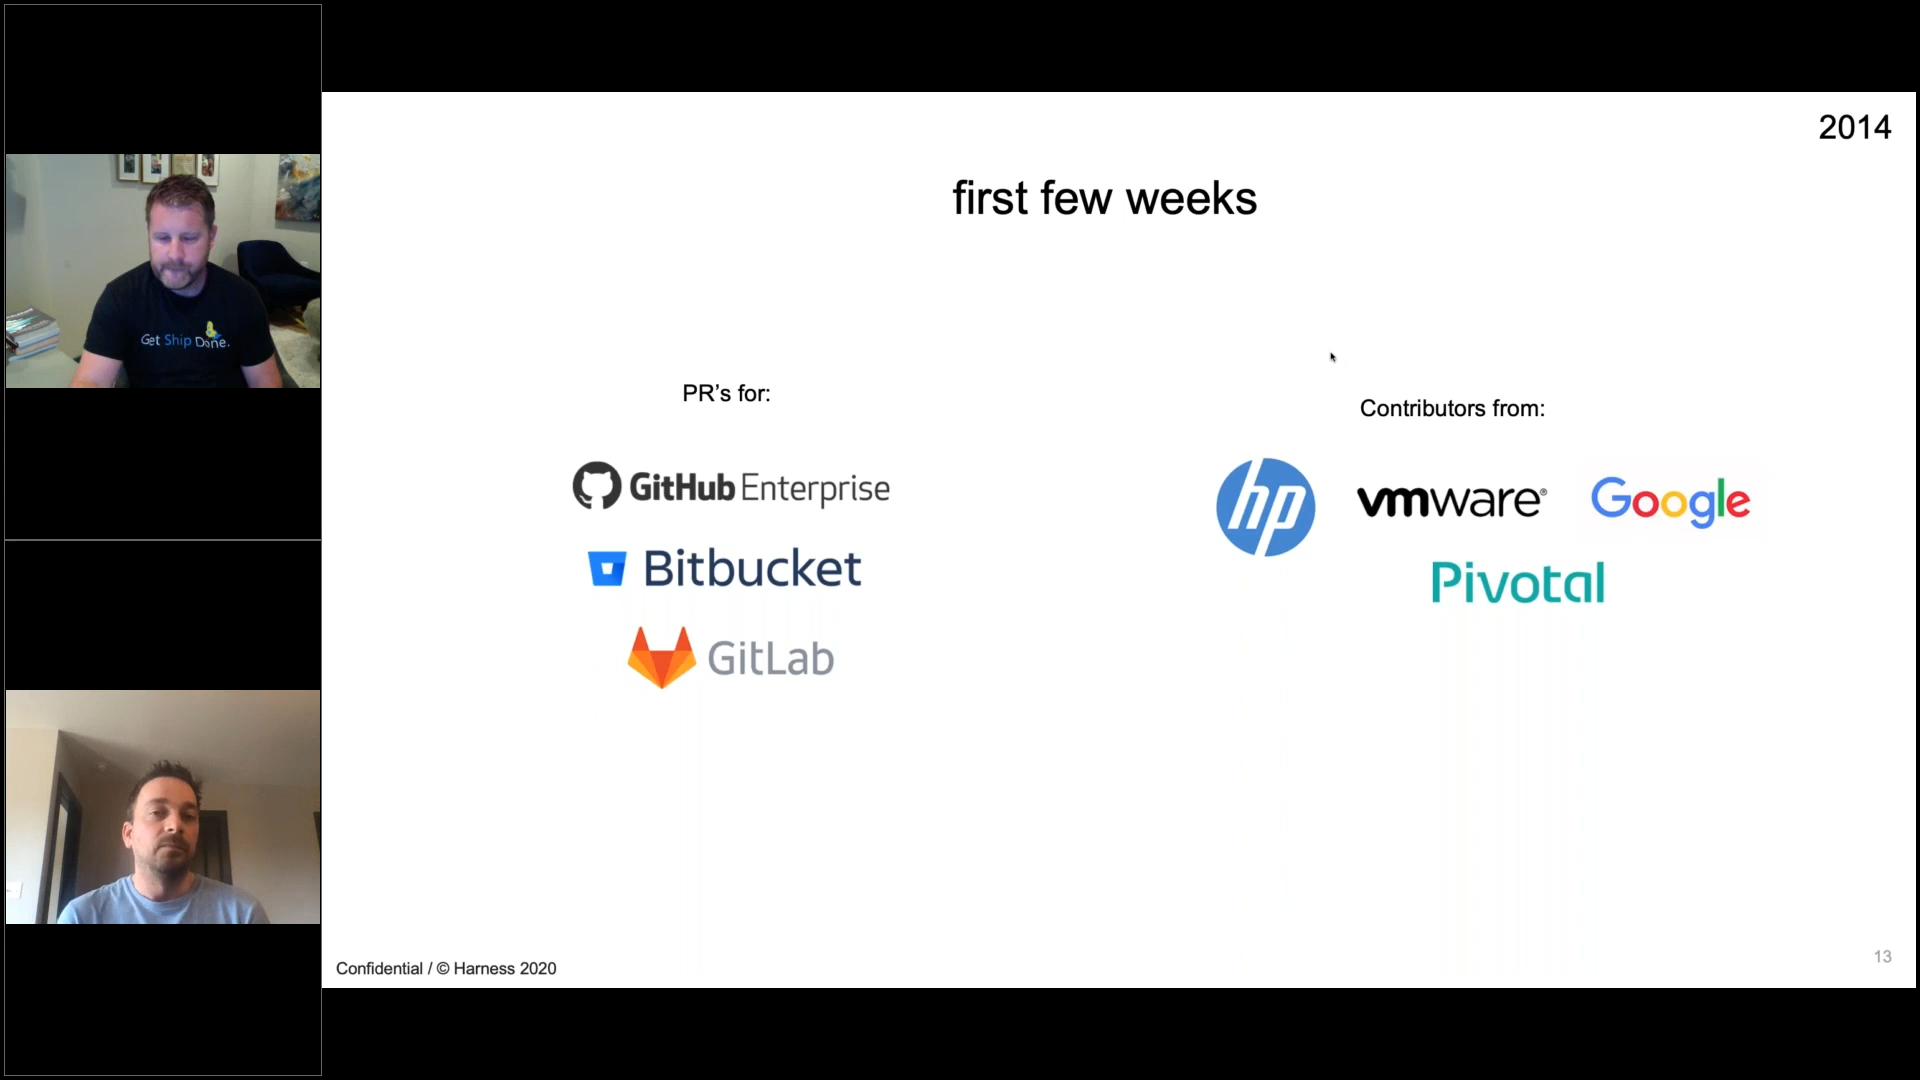 2014
first few weeks
PR's for:
Contributors from:
GitHub Enterprise
hp vmware® Google
Bitbucket
Pivotal
GitLab
Get Ship Done.
Confidential / © Harness 2020
13